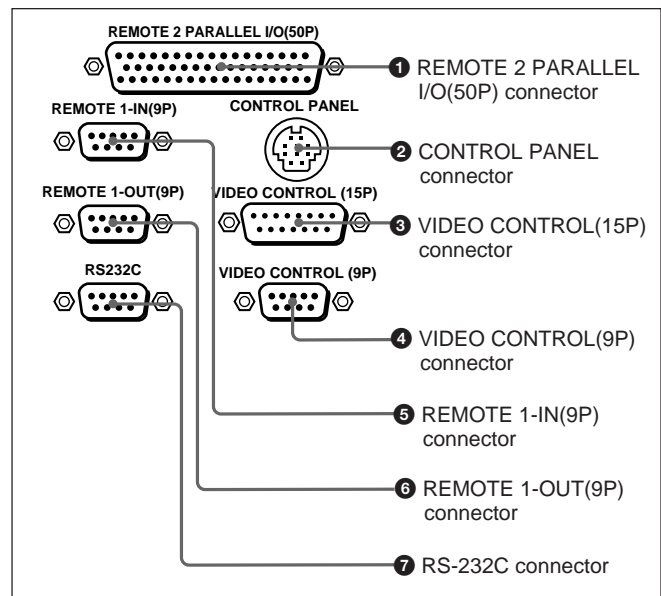 REMOTE 2 PARALLEL I/O(50P)
❶ REMOTE 2 PARALLEL
I/O(50P) connector
REMOTE 1-IN(9P)
CONTROL PANEL
❷ CONTROL PANEL
connector
REMOTE 1-OUT(9P)
VIDEO CONTROL (15P)
❸ VIDEO CONTROL(15P)
connector
RS232C
VIDEO CONTROL (9P)
❹ VIDEO CONTROL(9P)
connector
❺ REMOTE 1-IN(9P)
connector
❻ REMOTE 1-OUT(9P)
connector
❼ RS-232C connector